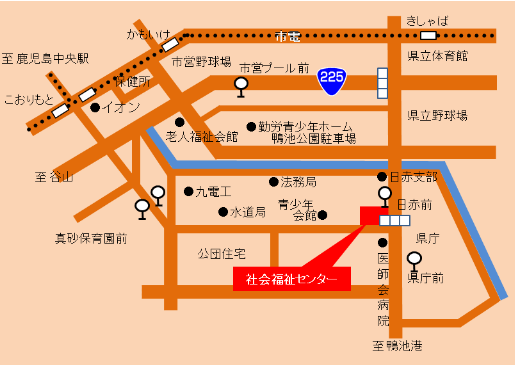 きしゃば
かもいけ
市電
至 鹿児島中央駅
市営野球場
市営プール前
県立体育館
保健所
225
こおりもと
イオン
県立野球場
老人福祉会館
勤労青少年ホーム
鴨池公園駐車場
至 谷山
法務局
日赤支部
九電工
青少年
会館
日赤前
水道局
真砂保育園前
県庁
公団住宅
医師会病院
社会福祉センター
県庁前
至 鴨池港